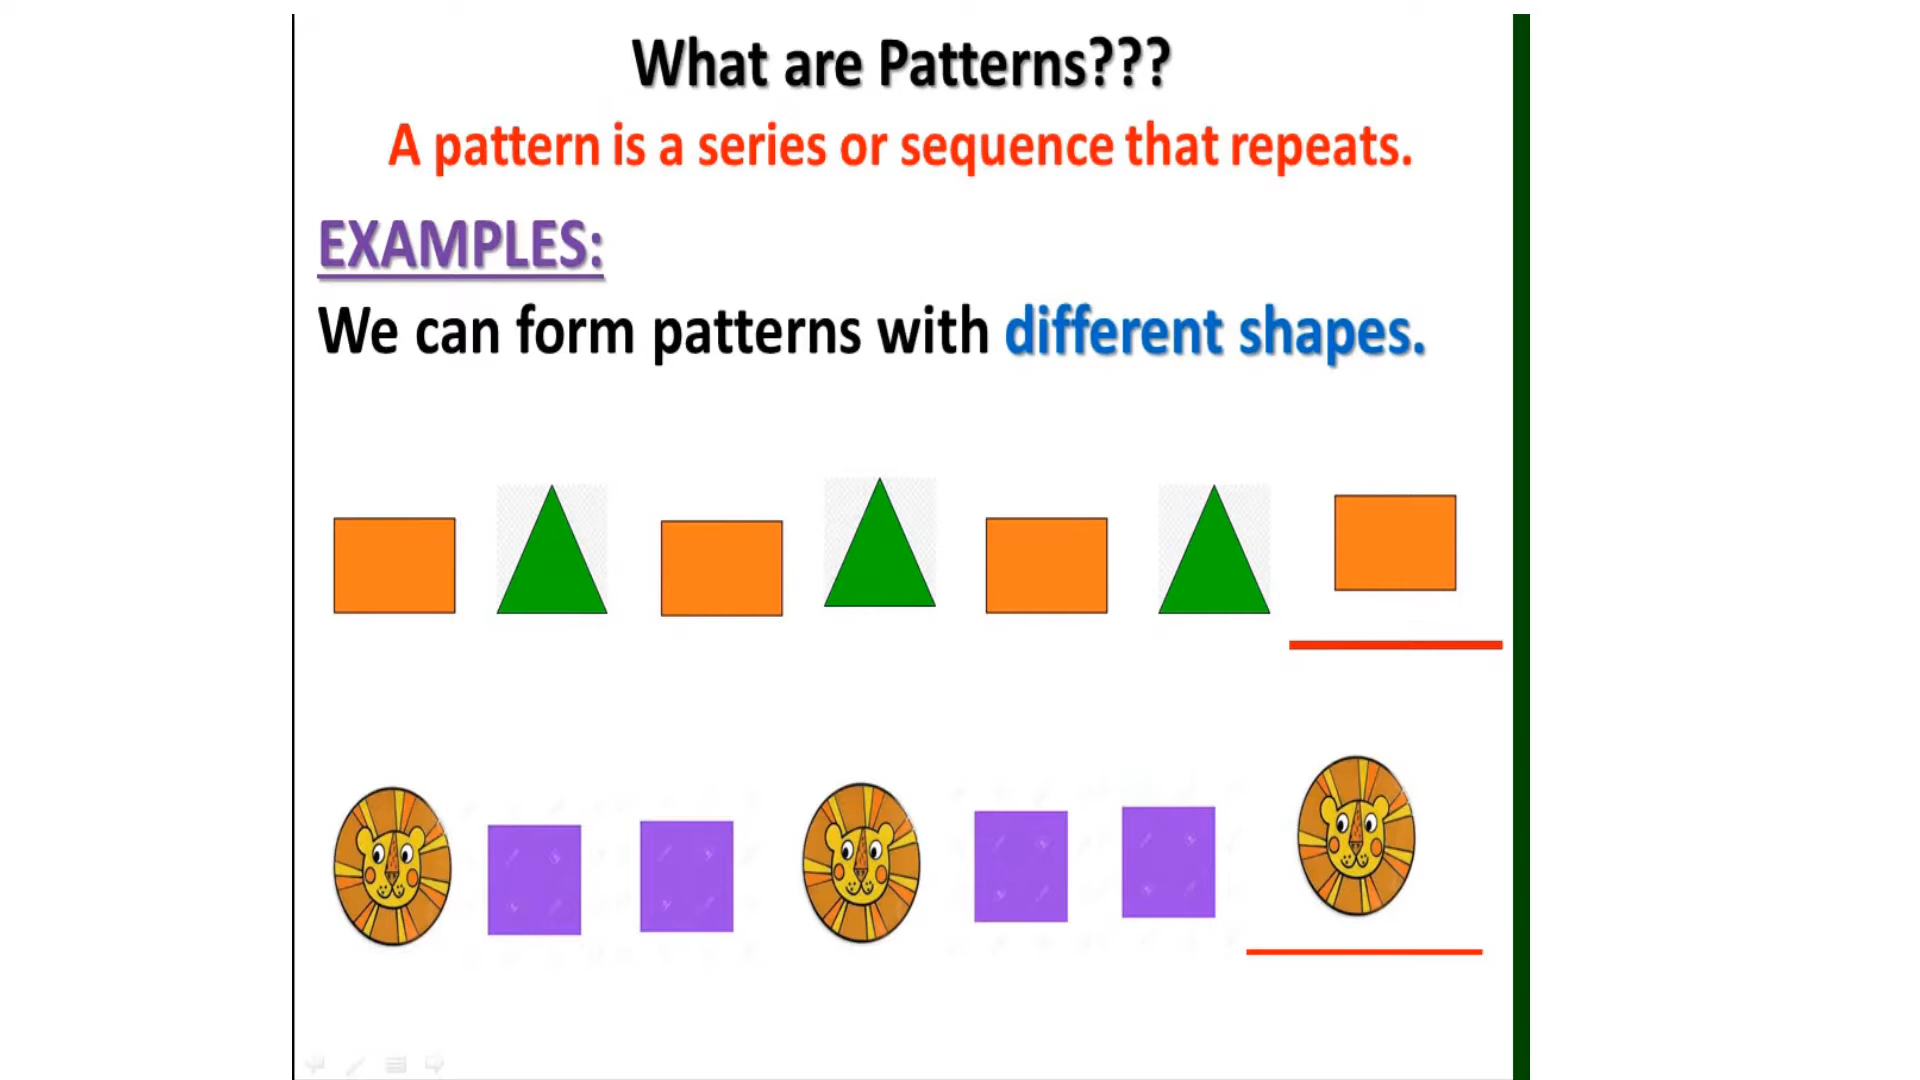 What are Patterns???
A pattern is a series or sequence that repeats.
EXAMPLES:
We can form patterns with different shapes.